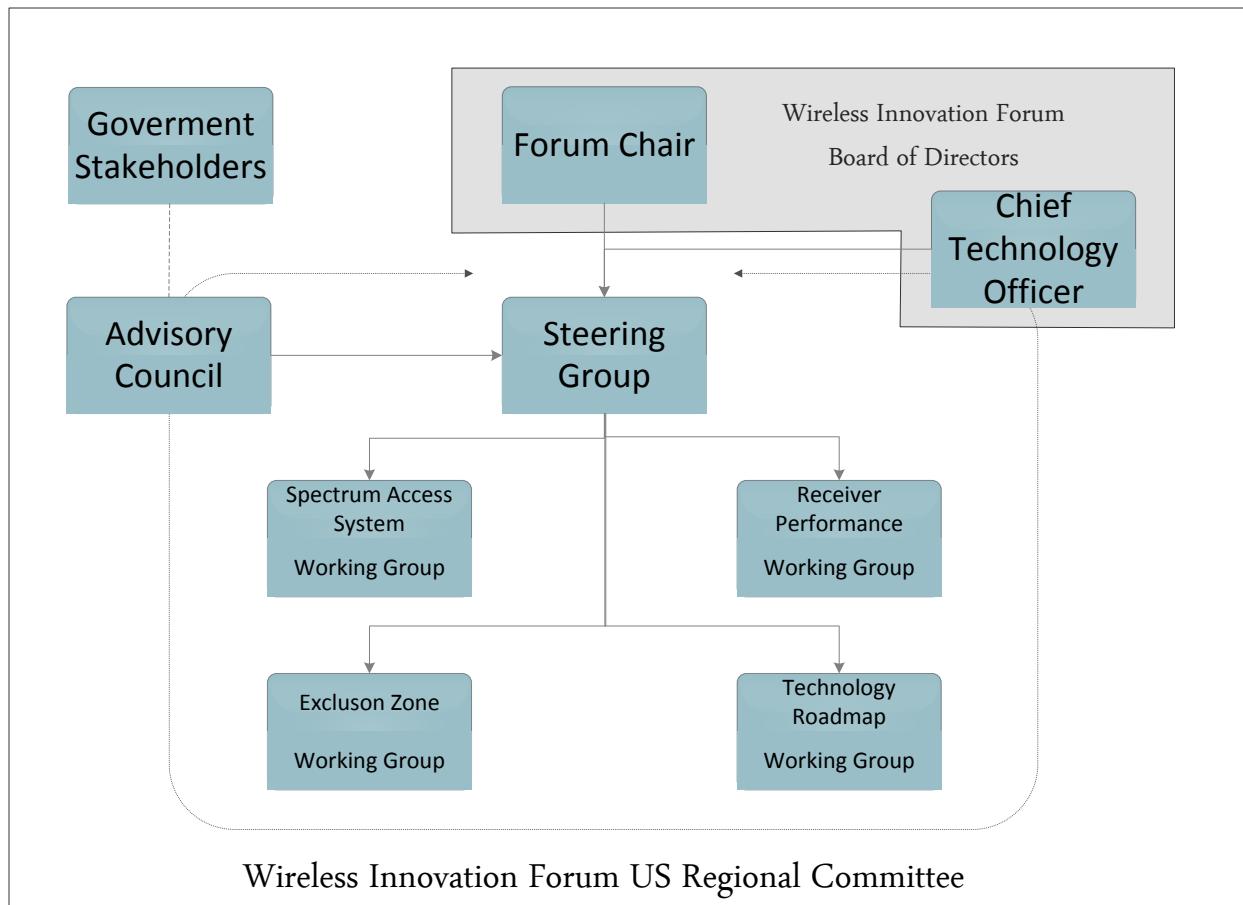 Goverment
Stakeholders
Forum Chair
Wireless Innovation Forum
Board of Directors
Chief
Technology
Officer
Advisory
Council
Steering
Group
Spectrum Access
System
Working Group
Receiver
Performance
Working Group
Excluson Zone
Working Group
Technology
Roadmap
Working Group
Wireless Innovation Forum US Regional Committee